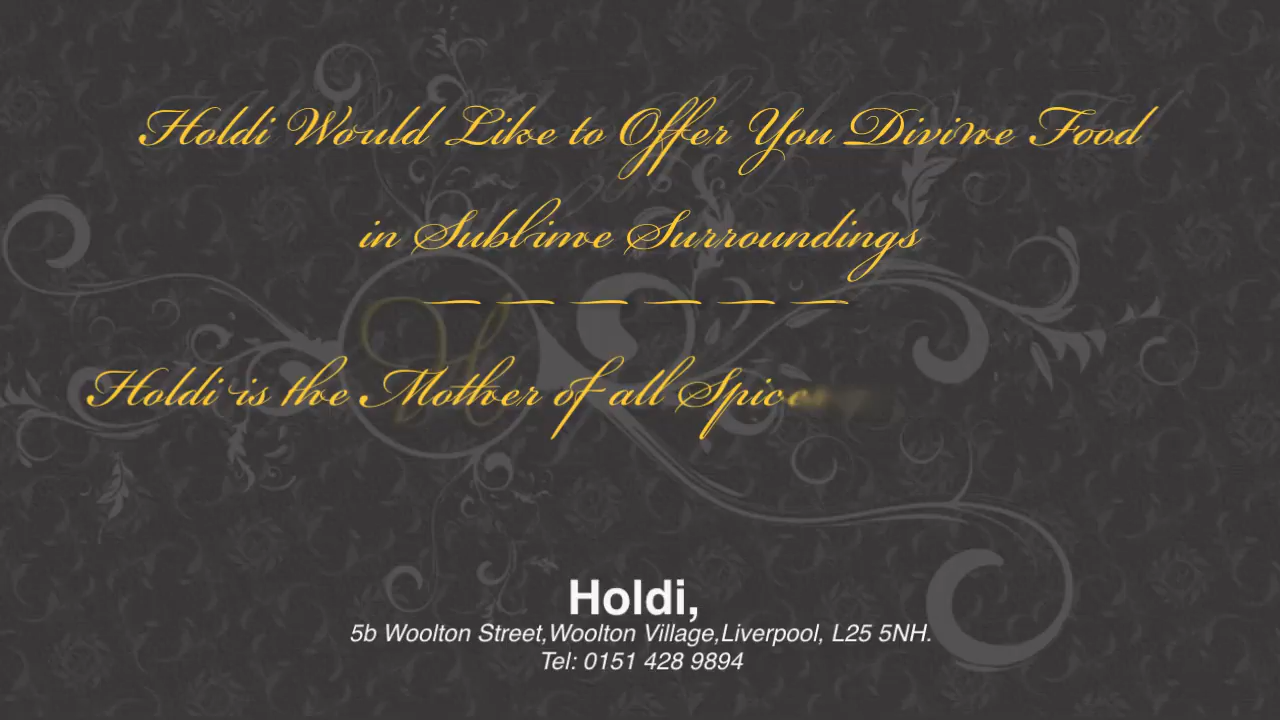 Holdi Would Like to Offer You Divine Food
in Sublime Surroundings
— — — — — —
Holdi is the Mother of all
Holdi,
5b Woolton Street,Woolton Village,Liverpool, L25 5NH.
Tel: 0151 428 9894